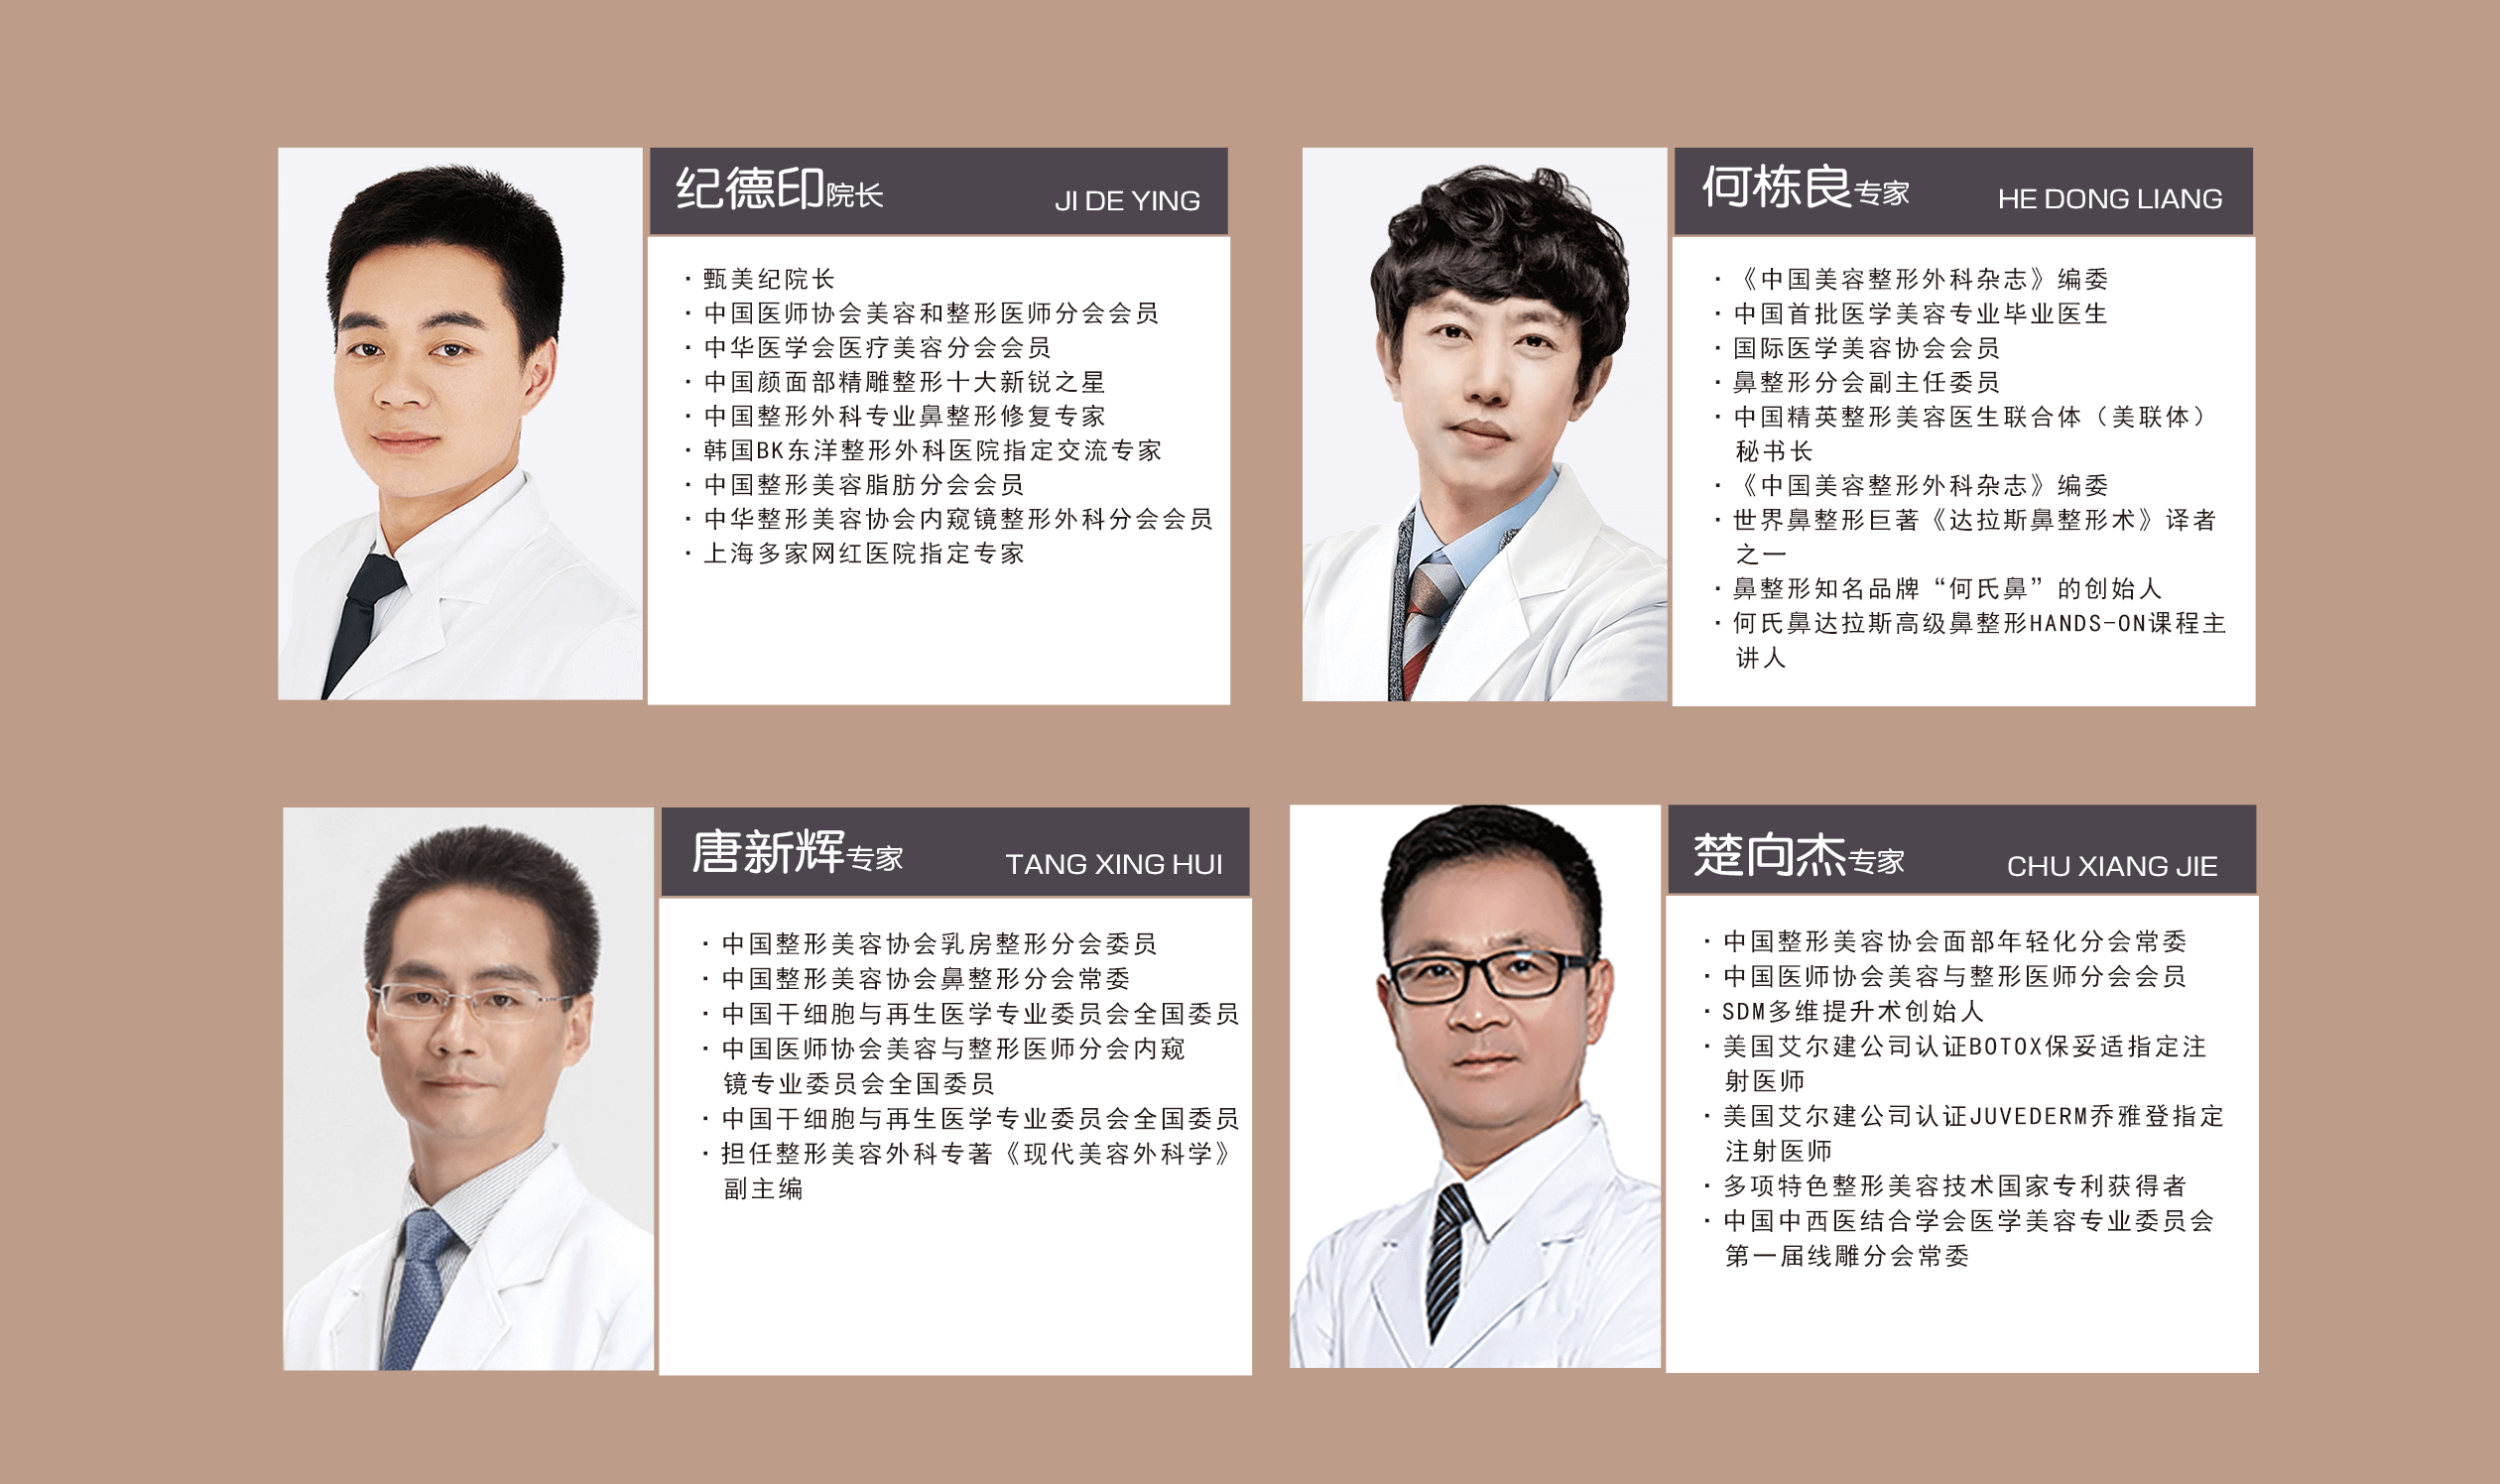 纪德印院长 JI DE YING
· 甄美纪院长
· 中国医师协会美容和整形医师分会会员
· 中华医学会医疗美容分会会员
· 中国颜面部精雕整形十大新锐之星
· 中国整形外科专业鼻整形修复专家
· 韩国BK东洋整形外科医院指定交流专家
· 中国整形美容脂肪分会会员
· 中华整形美容协会内窥镜整形外科分会会员
· 上海多家网红医院指定专家
何栋良专家 HE DONG LIANG
· 《中国美容整形外科杂志》编委
· 中国首批医学美容专业毕业医生
· 国际医学美容协会会员
· 鼻整形分会副主任委员
· 中国精英整形美容医生联合体（美联体）
秘书长
· 《中国美容整形外科杂志》编委
· 世界鼻整形巨著《达拉斯鼻整形术》译者
之一
· 鼻整形知名品牌“何氏鼻”的创始人
· 何氏鼻达拉斯高级鼻整形HANDS-ON课程主
讲人
唐新辉专家 TANG XING HUI
· 中国整形美容协会乳房整形分会委员
· 中国整形美容协会鼻整形分会常委
· 中国干细胞与再生医学专业委员会全国委员
· 中国医师协会美容与整形医师分会内窥
镜专业委员会全国委员
· 中国干细胞与再生医学专业委员会全国委员
· 担任整形美容外科专著《现代美容外科学》
副主编
楚向杰专家 CHU XIANG JIE
· 中国整形美容协会面部年轻化分会常委
· 中国医师协会美容与整形医师分会会员
· SDM多维提升术创始人
· 美国艾尔建公司认证BOTOX保妥适指定注
射医师
· 美国艾尔建公司认证JUVEDERM乔雅登指定
注射医师
· 多项特色整形美容技术国家专利获得者
· 中国中西医结合学会医学美容专业委员会
第一届线雕分会常委